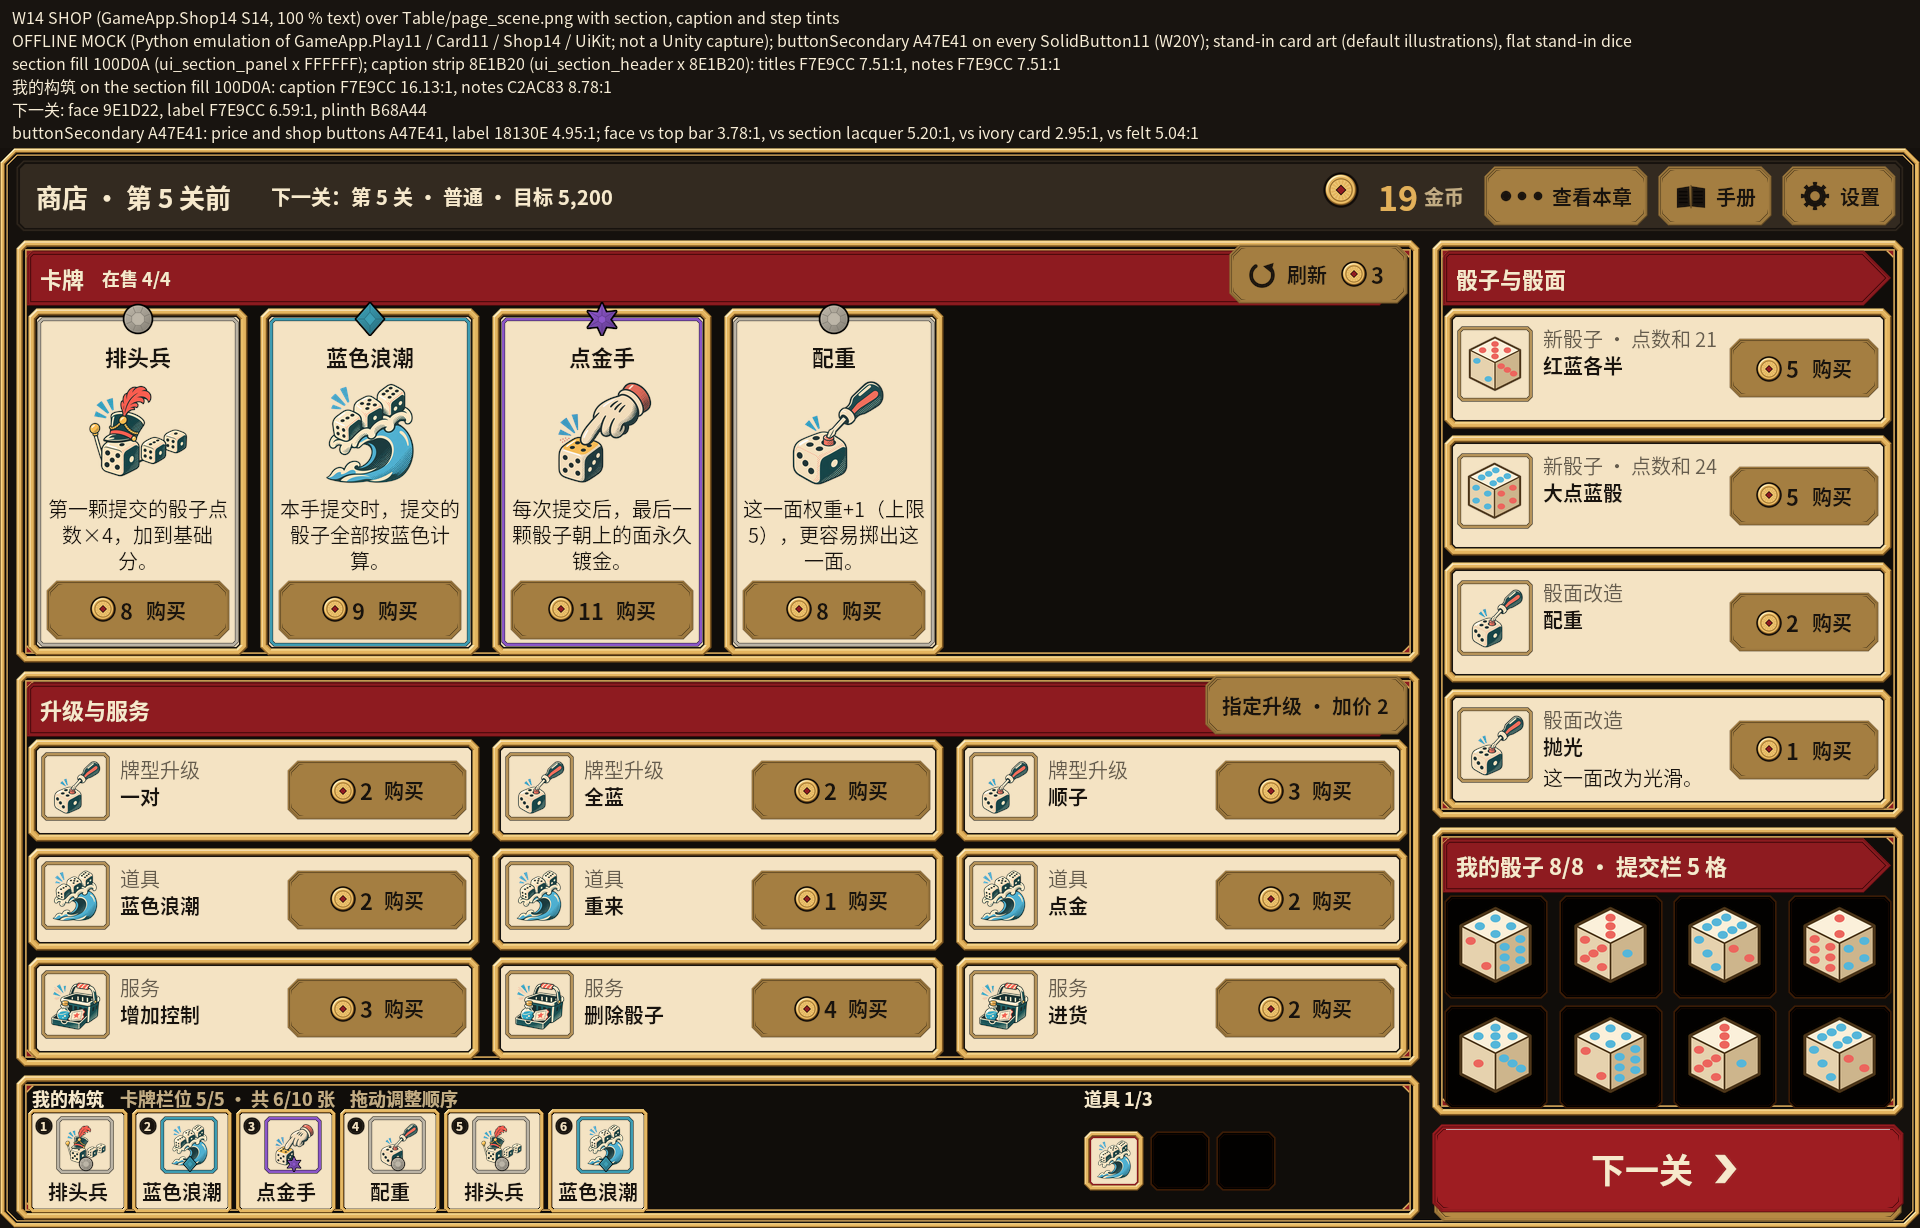 W14 SHOP (GameApp.Shop14 S14, 100 % text) over Table/page_scene.png with section, caption and step tints
OFFLINE MOCK (Python emulation of GameApp.Play11 / Card11 / Shop14 / UiKit; not a Unity capture); buttonSecondary A47E41 on every SolidButton11 (W20Y); stand-in card art (default illustrations), flat stand-in dice
section fill 100D0A (ui_section_panel x FFFFFF); caption strip 8E1B20 (ui_section_header x 8E1B20): titles F7E9CC 7.51:1, notes F7E9CC 7.51:1
我的构筑 on the section fill 100D0A: caption F7E9CC 16.13:1, notes C2AC83 8.78:1
下一关: face 9E1D22, label F7E9CC 6.59:1, plinth B68A44
buttonSecondary A47E41: price and shop buttons A47E41, label 18130E 4.95:1; face vs top bar 3.78:1, vs section lacquer 5.20:1, vs ivory card 2.95:1, vs felt 5.04:1
商店 · 第 5 关前
下一关: 第 5 关 · 普通 · 目标 5,200
19 金币
查看本章
手册
设置
卡牌 在售 4/4
刷新 3
排头兵
第一颗提交的骰子点
数×4，加到基础
分。
8 购买
蓝色浪潮
本手提交时，提交的
骰子全部按蓝色计
算。
9 购买
点金手
每次提交后，最后一
颗骰子朝上的面永久
镀金。
11 购买
配重
这一面权重+1（上限
5），更容易掷出这
一面。
8 购买
骰子与骰面
新骰子 · 点数和 21
红蓝各半
5 购买
新骰子 · 点数和 24
大点蓝骰
5 购买
骰面改造
配重
2 购买
骰面改造
抛光
这一面改为光滑。
1 购买
升级与服务
指定升级 · 加价 2
牌型升级
一对
2 购买
牌型升级
全蓝
2 购买
牌型升级
顺子
3 购买
道具
蓝色浪潮
2 购买
道具
重来
1 购买
道具
点金
2 购买
服务
增加控制
3 购买
服务
删除骰子
4 购买
服务
进货
2 购买
我的骰子 8/8 · 提交栏 5 格
我的构筑 卡牌栏位 5/5 · 共 6/10 张 拖动调整顺序
1
排头兵
2
蓝色浪潮
3
点金手
4
配重
5
排头兵
6
蓝色浪潮
道具 1/3
下一关